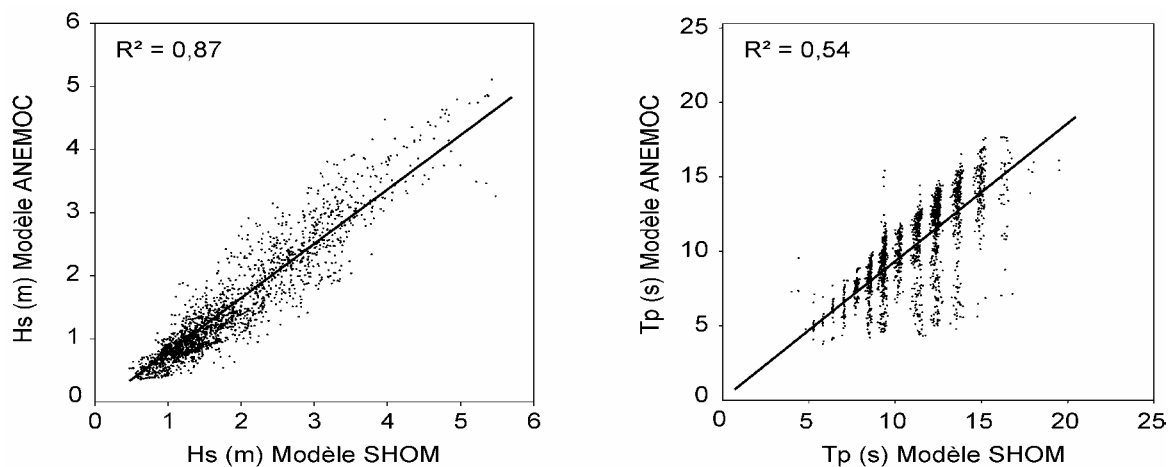 R² = 0,87
6
5
4
3
2
1
0
Hs (m) Modèle ANEMOC
0 1 2 3 4 5 6
Hs (m) Modèle SHOM
R² = 0,54
25
20
15
10
5
0
Tp (s) Modèle ANEMOC
0 5 10 15 20 25
Tp (s) Modèle SHOM